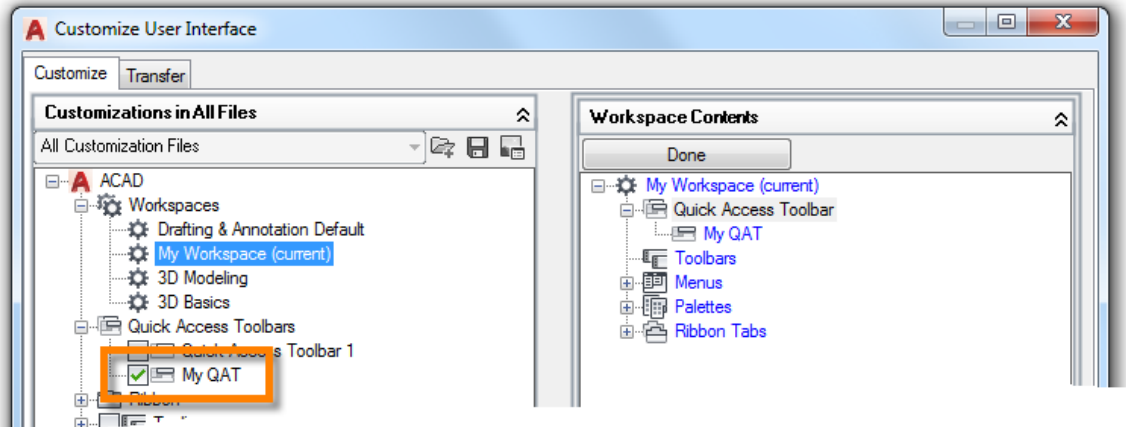 Customize User Interface
Customize Transfer
Customizations in All Files
All Customization Files
ACAD
Workspaces
Drafting & Annotation Default
My Workspace (current)
3D Modeling
3D Basics
Quick Access Toolbars
Quick Access Toolbar 1
My QAT
Ribbon
Workspace Contents
Done
My Workspace (current)
Quick Access Toolbar
My QAT
Toolbars
Menus
Palettes
Ribbon Tabs